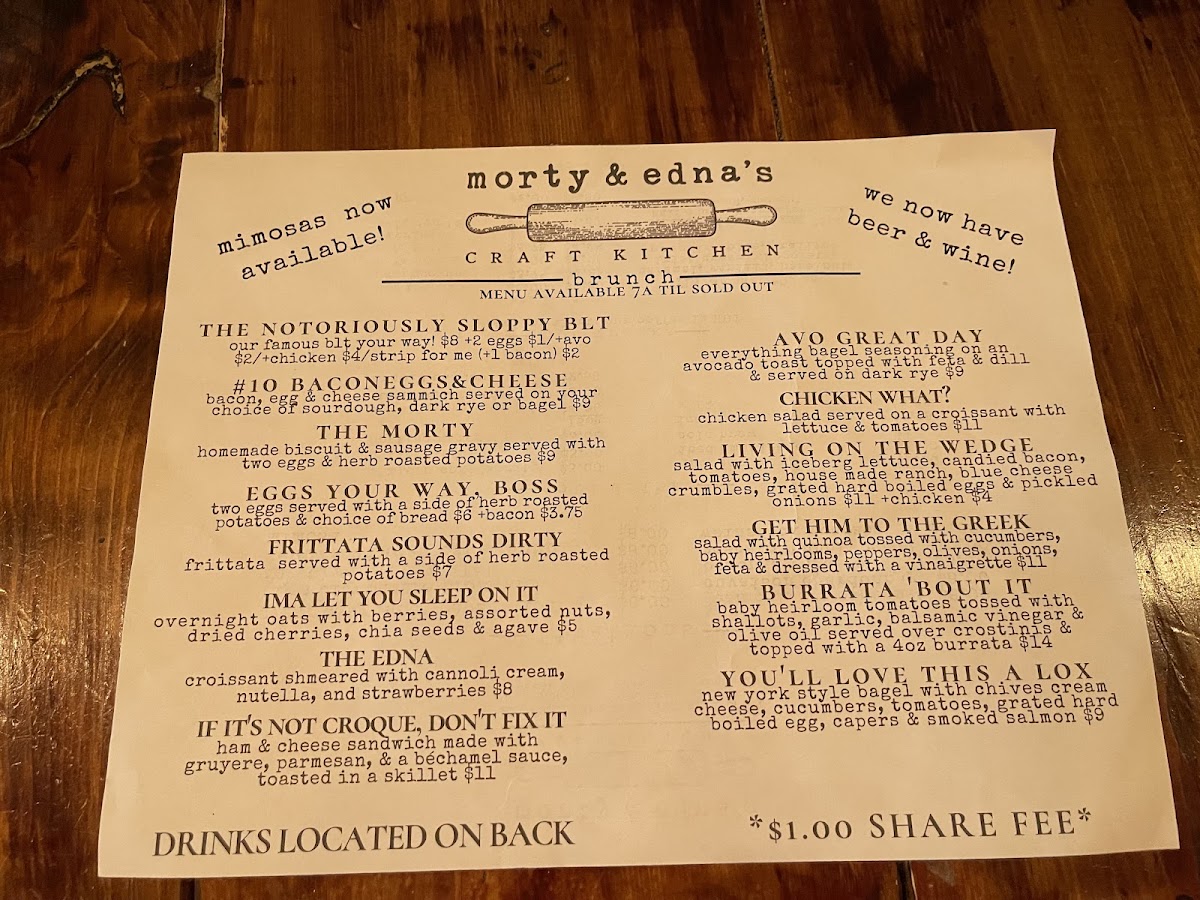 morty & edna's
CRAFT KITCHEN
brunch
MENU AVAILABLE 7A TIL SOLD OUT
mimosas now
available!
we now have
beer & wine!
THE NOTORIOUSLY SLOPPY BLT
our famous blt your way! $8 +2 eggs $1/+avo
$2/+chicken $4/strip for me (+1 bacon) $2
#10 BACONEGGS&CHEESE
bacon, egg & cheese sammich served on your
choice of sourdough, dark rye or bagel $9
THE MORTY
homemade biscuit & sausage gravy served with
two eggs & herb roasted potatoes $9
EGGS YOUR WAY, BOSS
two eggs served with a side of herb roasted
potatoes & choice of bread $6 +bacon $3.75
FRITTATA SOUNDS DIRTY
frittata served with a side of herb roasted
potatoes $7
IMA LET YOU SLEEP ON IT
overnight oats with berries, assorted nuts,
dried cherries, chia seeds & agave $5
THE EDNA
croissant shmeared with cannoli cream,
nutella, and strawberries $8
IF IT'S NOT CROQUE, DON'T FIX IT
ham & cheese sandwich made with
gruyere, parmesan, & a béchamel sauce,
toasted in a skillet $11
AVO GREAT DAY
everything bagel seasoning on an
avocado toast topped with feta & dill
& served on dark rye $9
CHICKEN WHAT?
chicken salad served on a croissant with
lettuce & tomatoes $11
LIVING ON THE WEDGE
salad with iceberg lettuce, candied bacon,
tomatoes, house made ranch, blue cheese
crumbles, grated hard boiled eggs & pickled
onions $11 +chicken $4
GET HIM TO THE GREEK
salad with quinoa tossed with cucumbers,
baby heirlooms, peppers, olives, onions,
feta & dressed with a vinaigrette $11
BURRATA 'BOUT IT
baby heirloom tomatoes tossed with
shallots, garlic, balsamic vinegar &
olive oil served over crostinis &
topped with a 4oz burrata $14
YOU'LL LOVE THIS A LOX
new york style bagel with chives cream
cheese, cucumbers, tomatoes, grated hard
boiled egg, capers & smoked salmon $9
DRINKS LOCATED ON BACK
*$1.00 SHARE FEE*